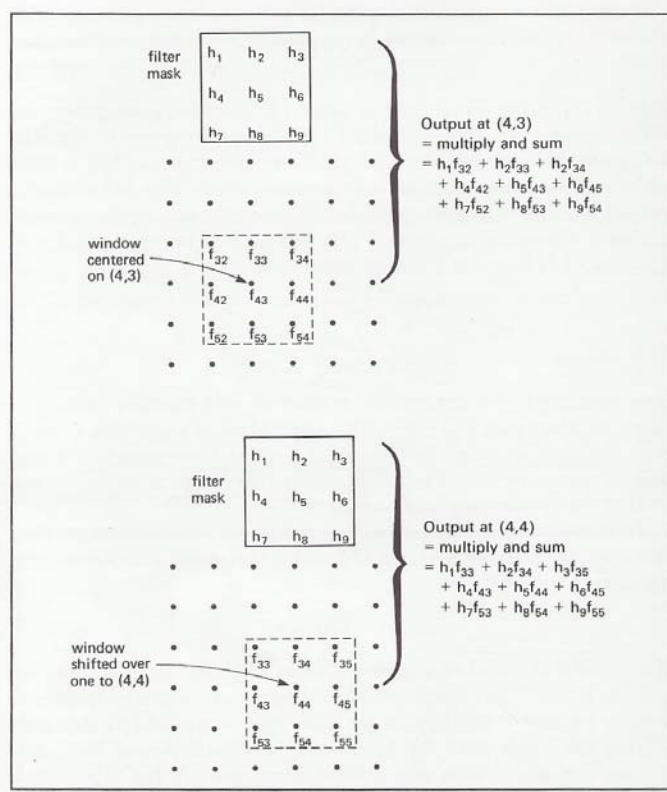 filter
mask
h₁ h₂ h₃
h₄ h₅ h₆
h₇ h₈ h₉
Output at (4,3)
= multiply and sum
= h₁f₃₂ + h₂f₃₃ + h₂f₃₄
+ h₄f₄₂ + h₅f₄₃ + h₆f₄₅
+ h₇f₅₂ + h₈f₅₃ + h₉f₅₄
window
centered
on (4,3)
f₃₂ f₃₃ f₃₄
f₄₂ f₄₃ f₄₄
f₅₂ f₅₃ f₅₄
filter
mask
h₁ h₂ h₃
h₄ h₅ h₆
h₇ h₈ h₉
Output at (4,4)
= multiply and sum
= h₁f₃₃ + h₂f₃₄ + h₃f₃₅
+ h₄f₄₃ + h₅f₄₄ + h₆f₄₅
+ h₇f₅₃ + h₈f₅₄ + h₉f₅₅
window
shifted over
one to (4,4)
f₃₃ f₃₄ f₃₅
f₄₃ f₄₄ f₄₅
f₅₃ f₅₄ f₅₅